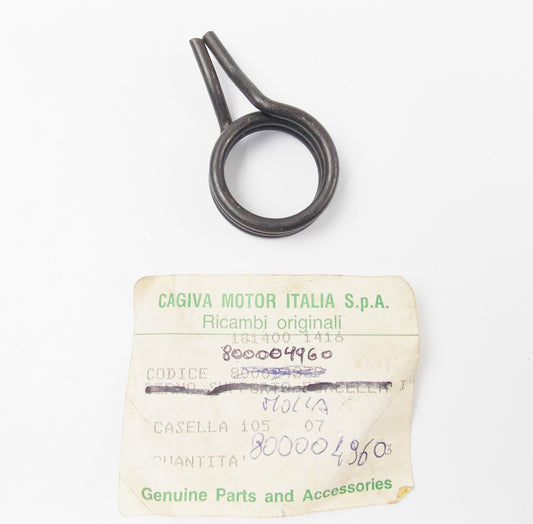 CAGIVA MOTOR ITALIA S.p.A.
Ricambi originali
181400 1416
800004960
CODICE
MOLLA
CASELLA 105 07
800004960
QUANTITA'
Genuine Parts and Accessories